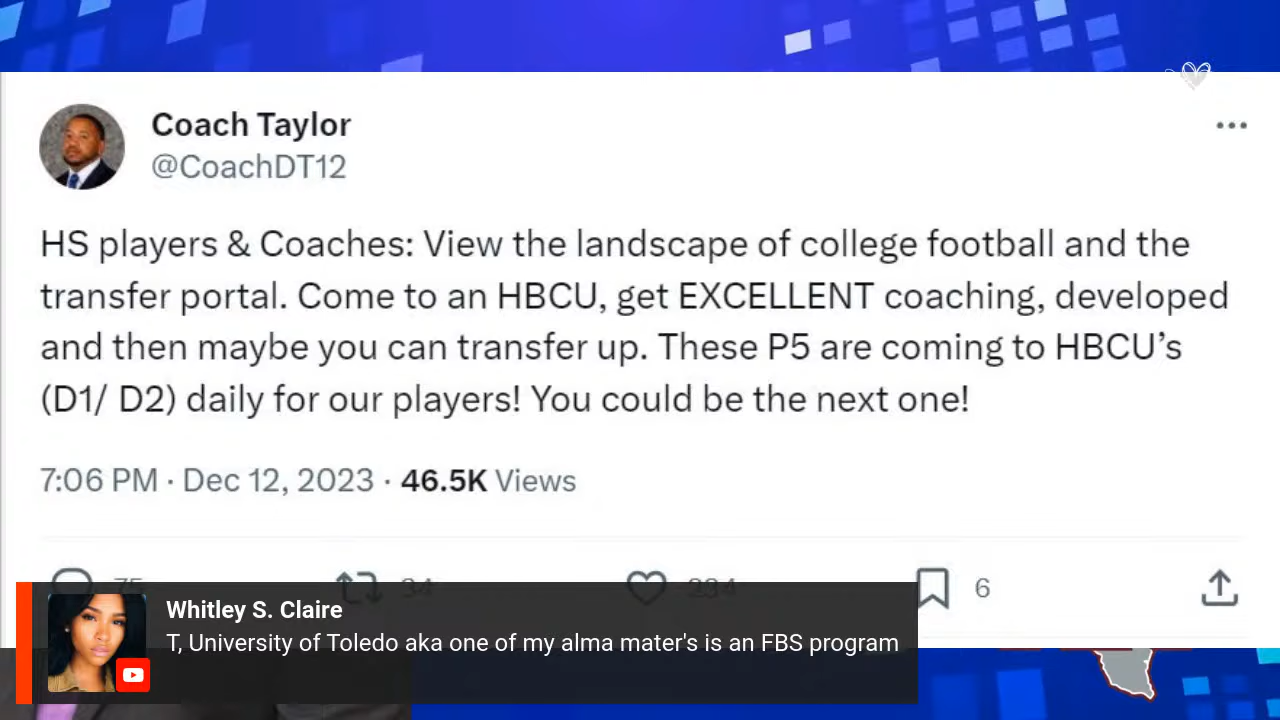 Coach Taylor
@CoachDT12
HS players & Coaches: View the landscape of college football and the
transfer portal. Come to an HBCU, get EXCELLENT coaching, developed
and then maybe you can transfer up. These P5 are coming to HBCU’s
(D1/ D2) daily for our players! You could be the next one!
7:06 PM · Dec 12, 2023 · 46.5K Views
75 34 234 6
Whitley S. Claire
T, University of Toledo aka one of my alma mater's is an FBS program